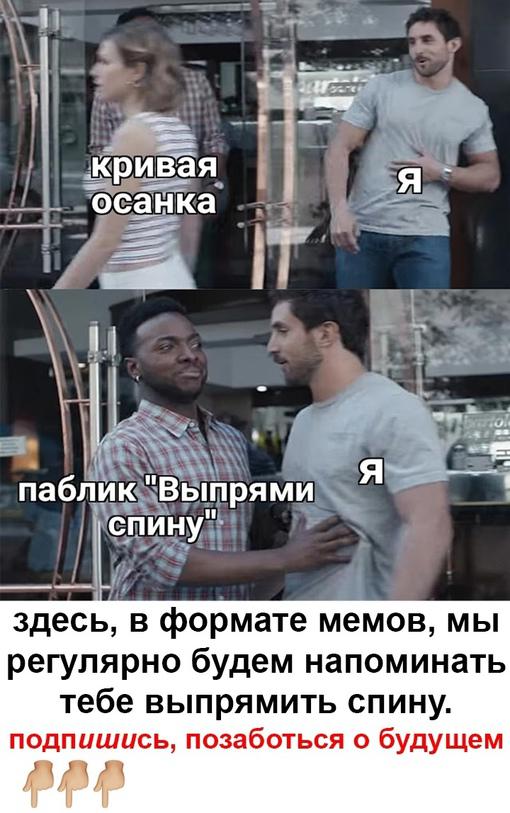 кривая
осанка
я
я
паблик "Выпрями
спину"
здесь, в формате мемов, мы
регулярно будем напоминать
тебе выпрямить спину.
подпишись, позаботься о будущем
👇🏼👇🏼👇🏼